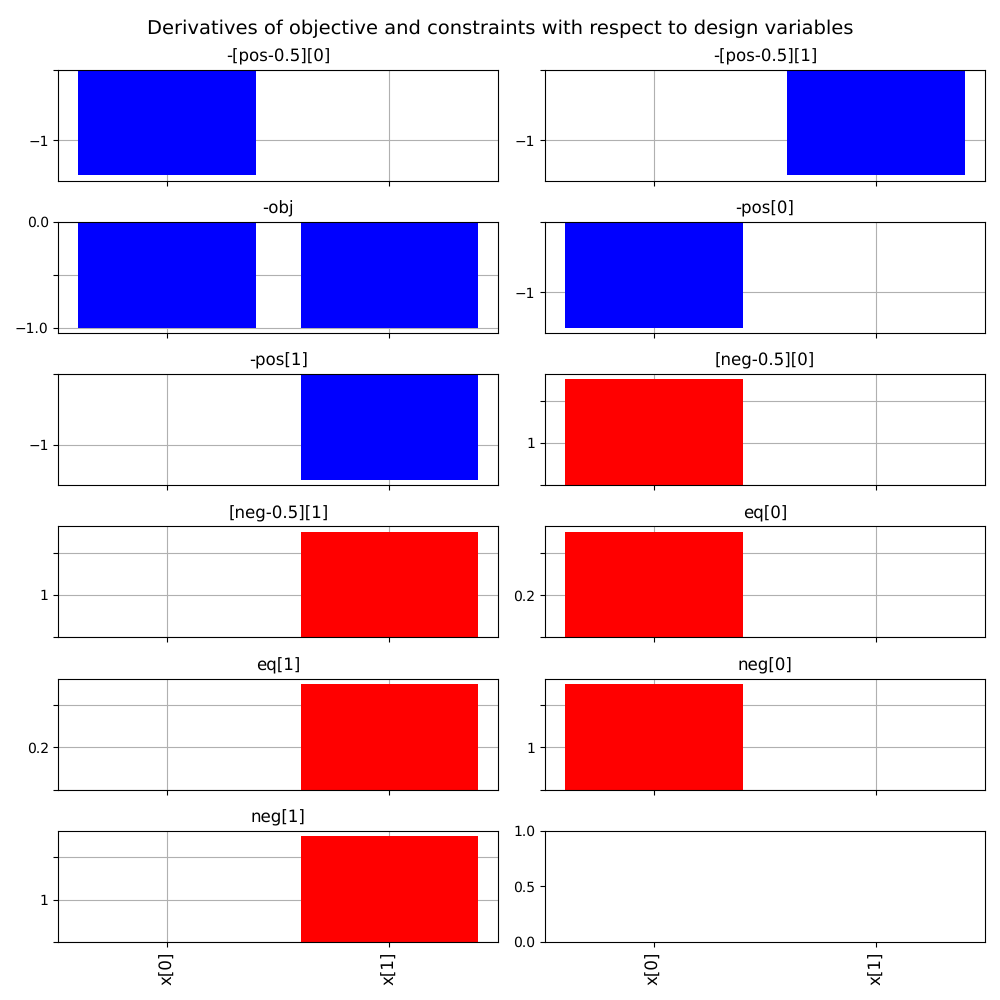 Derivatives of objective and constraints with respect to design variables
-[pos-0.5][0]
−1
-[pos-0.5][1]
−1
-obj
0.0
−1.0
-pos[0]
−1
-pos[1]
−1
[neg-0.5][0]
1
[neg-0.5][1]
1
eq[0]
0.2
eq[1]
0.2
neg[0]
1
neg[1]
1
x[0]
x[1]
1.0
0.5
0.0
x[0]
x[1]